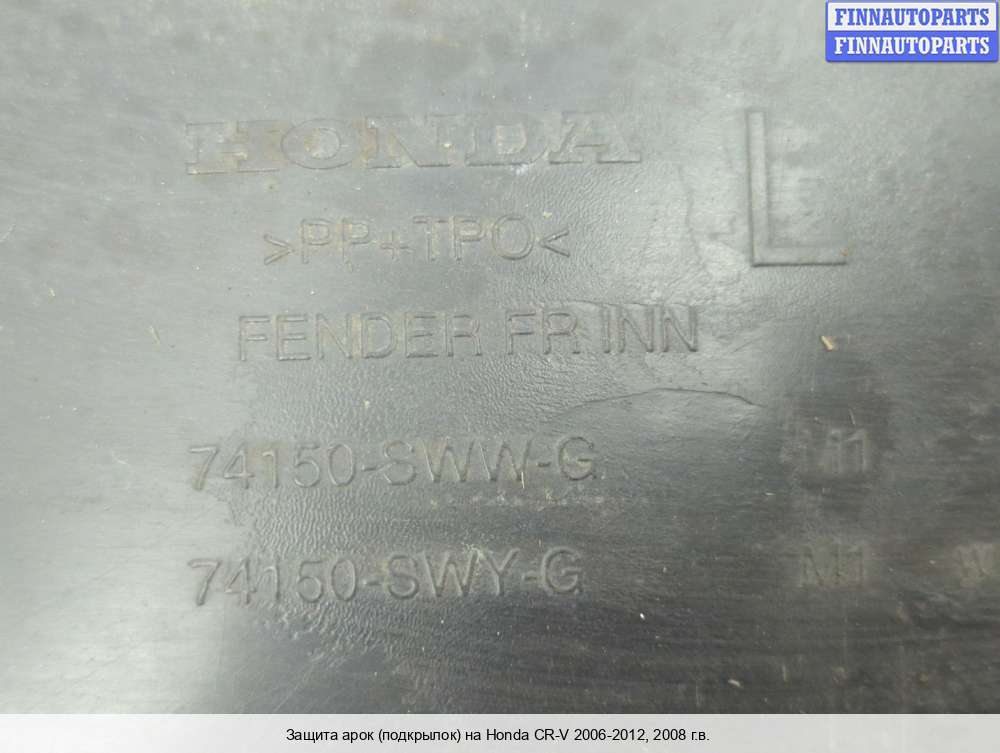 FINNAUTOPARTS
FINNAUTOPARTS
HONDA
L
>PP+TPO<
FENDER FR INN
74150-SWW-G
74150-SWY-G M1
Защита арок (подкрылок) на Honda CR-V 2006-2012, 2008 г.в.